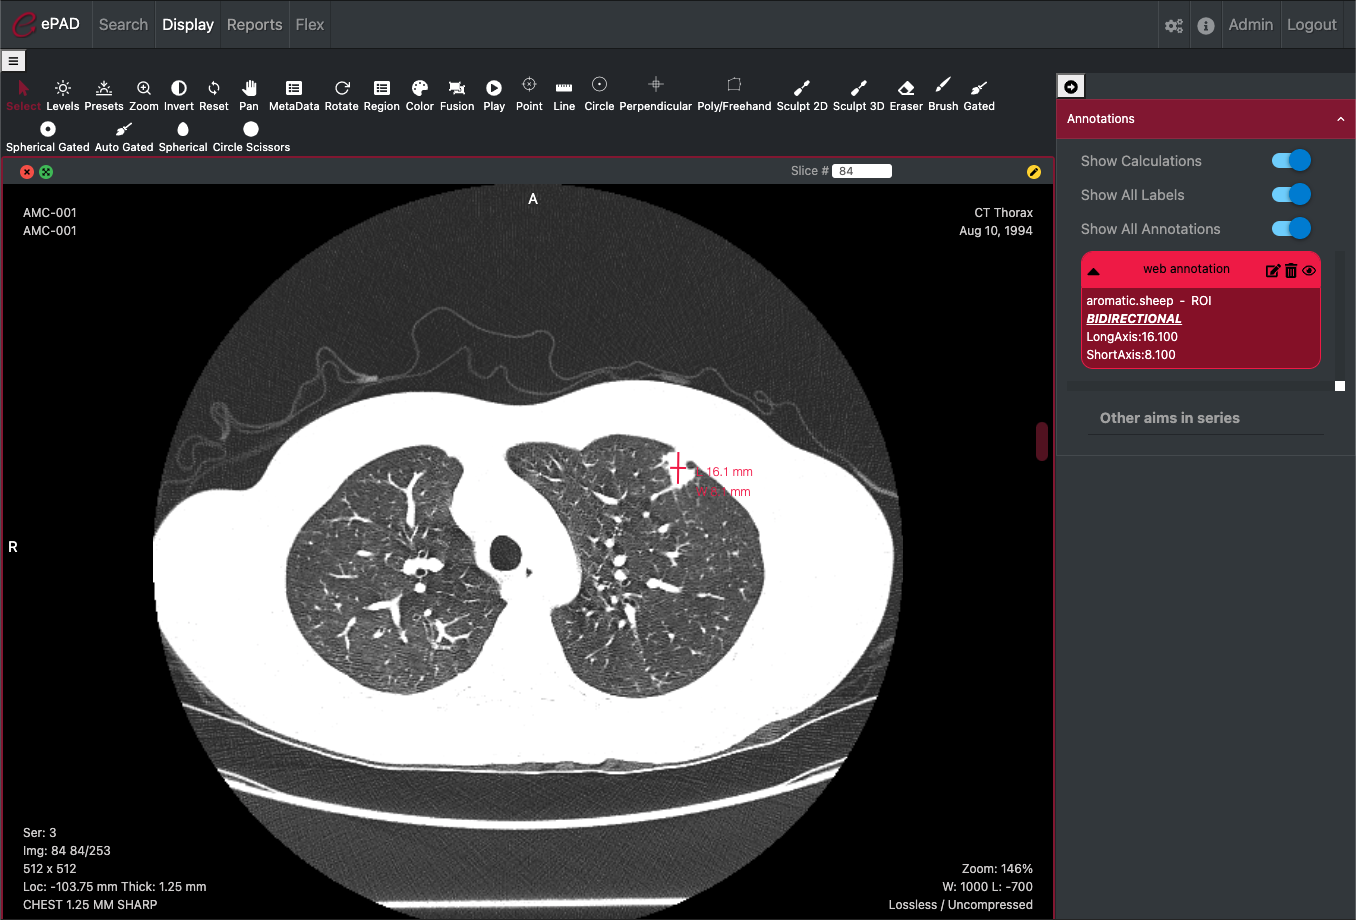 ePAD Search Display Reports Flex Admin Logout
Select Levels Presets Zoom Invert Reset Pan MetaData Rotate Region Color Fusion Play Point Line Circle Perpendicular Poly/Freehand Sculpt 2D Sculpt 3D Eraser Brush Gated
Spherical Gated Auto Gated Spherical Circle Scissors
Slice # 84
A
AMC-001
AMC-001
CT Thorax
Aug 10, 1994
16.1 mm
mm
R
Ser: 3
Img: 84 84/253
512 x 512
Loc: -103.75 mm Thick: 1.25 mm
CHEST 1.25 MM SHARP
Zoom: 146%
W: 1000 L: -700
Lossless / Uncompressed
Annotations
Show Calculations
Show All Labels
Show All Annotations
web annotation
aromatic.sheep - ROI
BIDIRECTIONAL
LongAxis:16.100
ShortAxis:8.100
Other aims in series